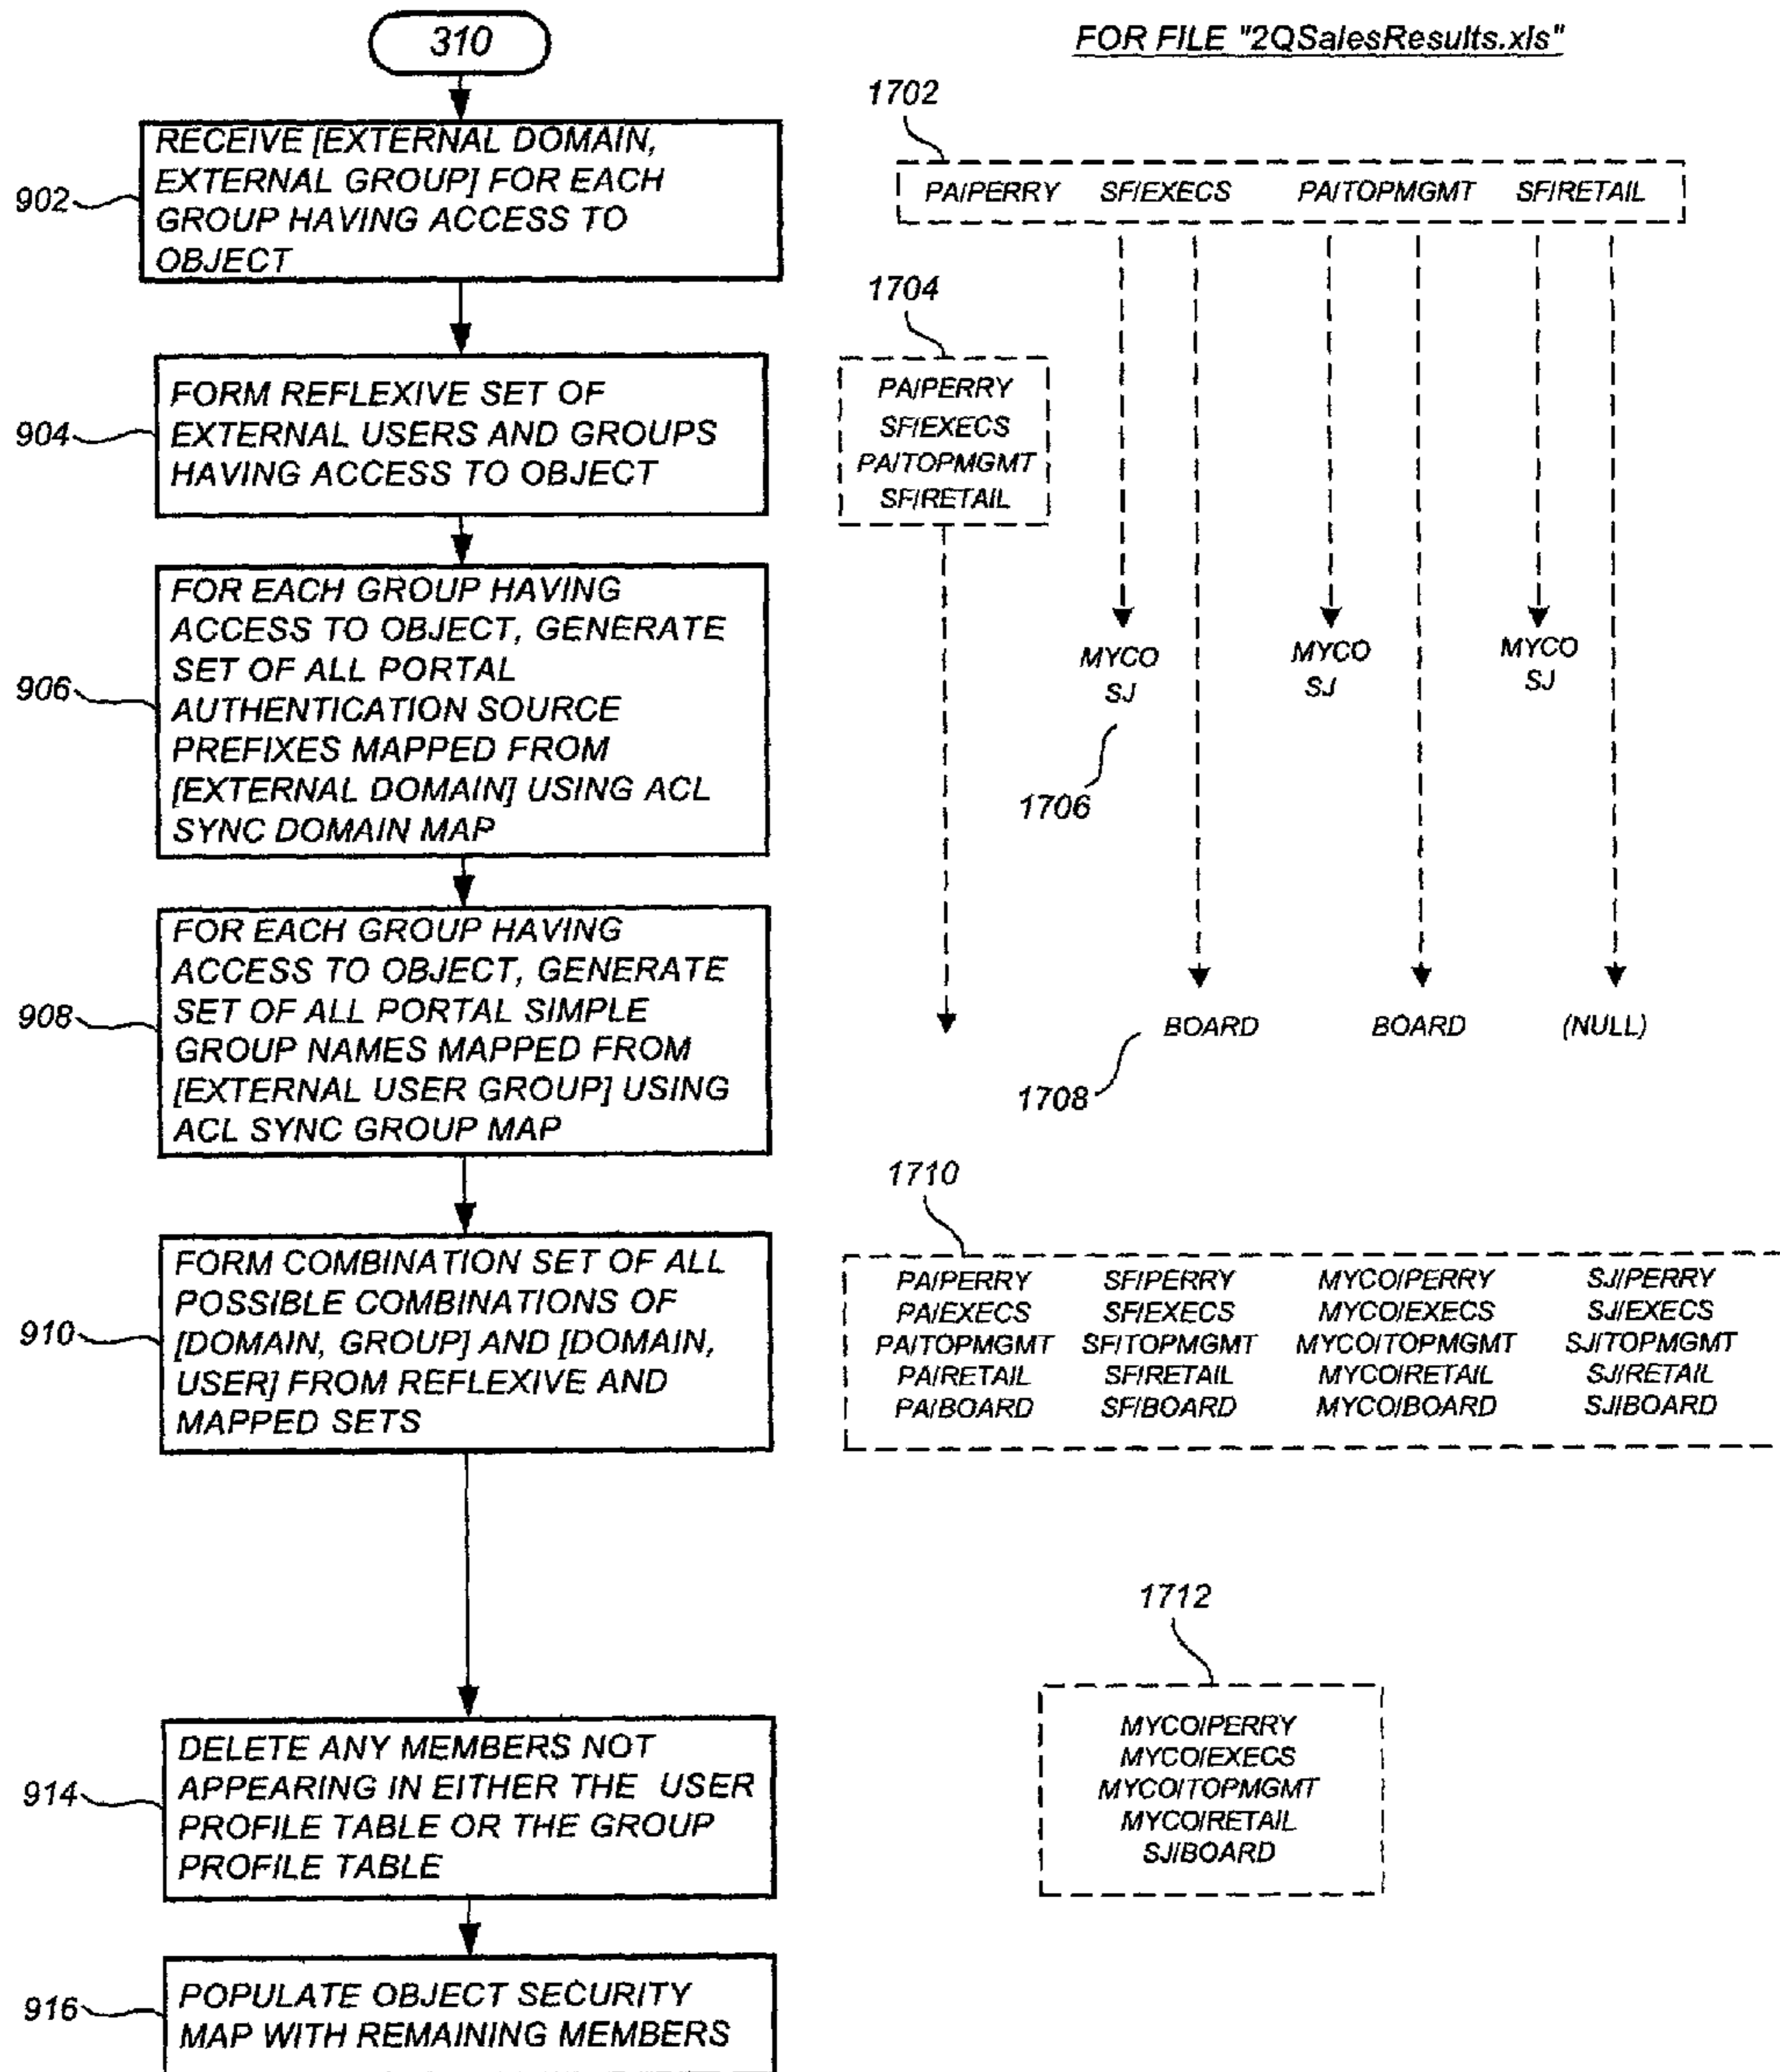 310
FOR FILE "2QSalesResults.xls"
902
RECEIVE [EXTERNAL DOMAIN,
EXTERNAL GROUP] FOR EACH
GROUP HAVING ACCESS TO
OBJECT
1702
PA/PERRY SF/EXECS PA/TOPMGMT SF/RETAIL
904
FORM REFLEXIVE SET OF
EXTERNAL USERS AND GROUPS
HAVING ACCESS TO OBJECT
1704
PA/PERRY
SF/EXECS
PA/TOPMGMT
SF/RETAIL
906
FOR EACH GROUP HAVING
ACCESS TO OBJECT, GENERATE
SET OF ALL PORTAL
AUTHENTICATION SOURCE
PREFIXES MAPPED FROM
[EXTERNAL DOMAIN] USING ACL
SYNC DOMAIN MAP
MYCO MYCO MYCO
SJ SJ SJ
1706
908
FOR EACH GROUP HAVING
ACCESS TO OBJECT, GENERATE
SET OF ALL PORTAL SIMPLE
GROUP NAMES MAPPED FROM
[EXTERNAL USER GROUP] USING
ACL SYNC GROUP MAP
BOARD BOARD (NULL)
1708
910
FORM COMBINATION SET OF ALL
POSSIBLE COMBINATIONS OF
[DOMAIN, GROUP] AND [DOMAIN,
USER] FROM REFLEXIVE AND
MAPPED SETS
1710
PA/PERRY SF/PERRY MYCO/PERRY SJ/PERRY
PA/EXECS SF/EXECS MYCO/EXECS SJ/EXECS
PA/TOPMGMT SF/TOPMGMT MYCO/TOPMGMT SJ/TOPMGMT
PA/RETAIL SF/RETAIL MYCO/RETAIL SJ/RETAIL
PA/BOARD SF/BOARD MYCO/BOARD SJ/BOARD
914
DELETE ANY MEMBERS NOT
APPEARING IN EITHER THE USER
PROFILE TABLE OR THE GROUP
PROFILE TABLE
1712
MYCO/PERRY
MYCO/EXECS
MYCO/TOPMGMT
MYCO/RETAIL
SJ/BOARD
916
POPULATE OBJECT SECURITY
MAP WITH REMAINING MEMBERS